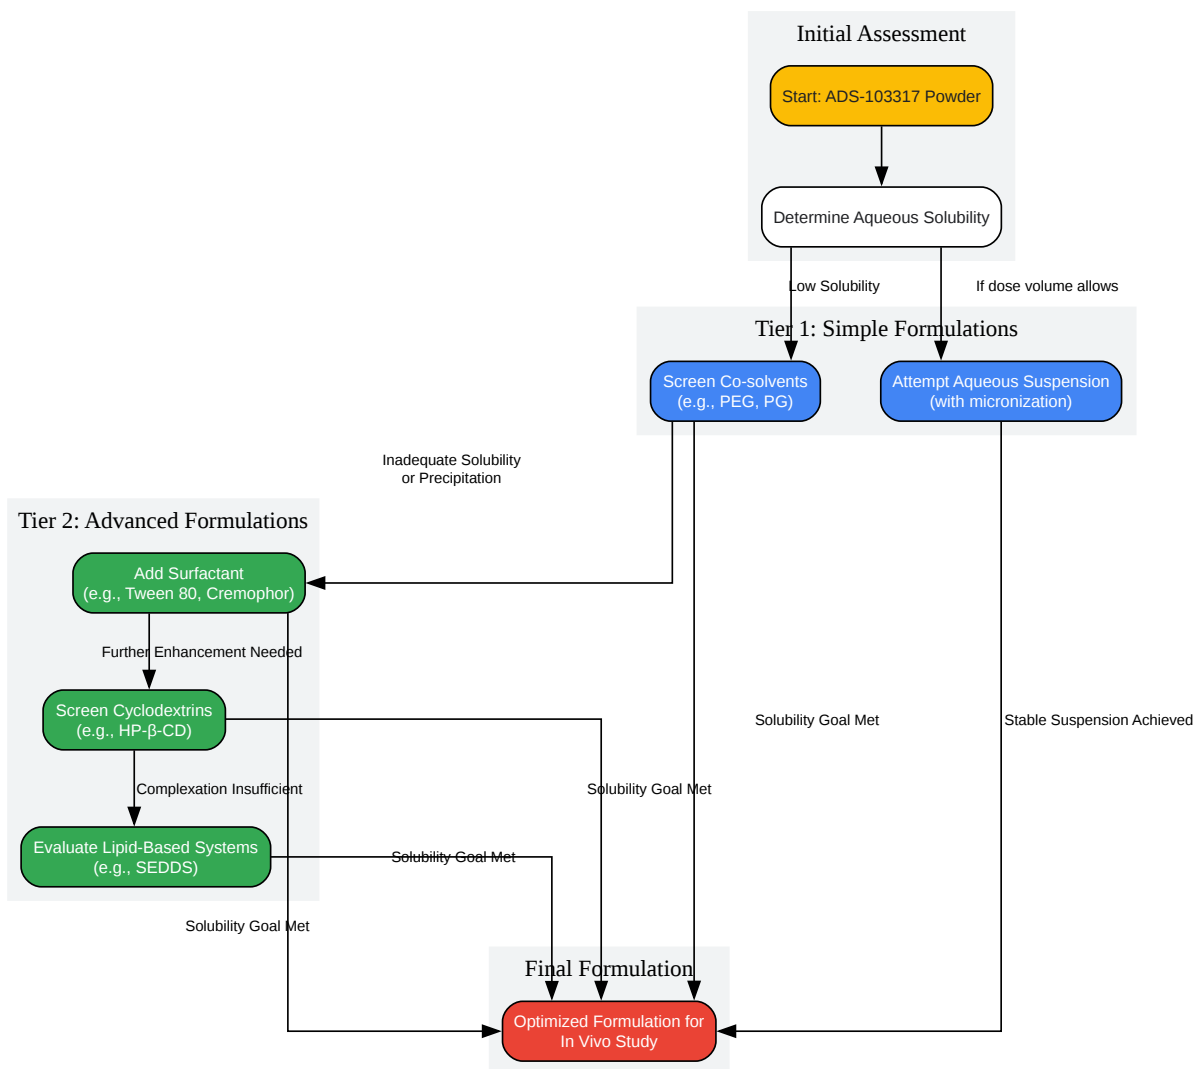 Initial Assessment
Start: ADS-103317 Powder
Determine Aqueous Solubility
Low Solubility
If dose volume allows
Tier 1: Simple Formulations
Screen Co-solvents
(e.g., PEG, PG)
Attempt Aqueous Suspension
(with micronization)
Inadequate Solubility
or Precipitation
Tier 2: Advanced Formulations
Add Surfactant
(e.g., Tween 80, Cremophor)
Further Enhancement Needed
Screen Cyclodextrins
(e.g., HP-β-CD)
Solubility Goal Met
Stable Suspension Achieved
Complexation Insufficient
Solubility Goal Met
Evaluate Lipid-Based Systems
(e.g., SEDDS)
Solubility Goal Met
Solubility Goal Met
Final Formulation
Optimized Formulation for
In Vivo Study